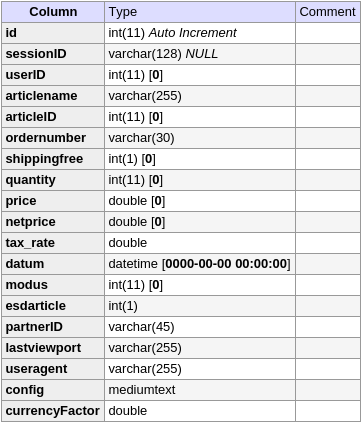 Column Type Comment
id int(11) Auto Increment
sessionID varchar(128) NULL
userID int(11) [0]
articlename varchar(255)
articleID int(11) [0]
ordernumber varchar(30)
shippingfree int(1) [0]
quantity int(11) [0]
price double [0]
netprice double [0]
tax_rate double
datum datetime [0000-00-00 00:00:00]
modus int(11) [0]
esdarticle int(1)
partnerID varchar(45)
lastviewport varchar(255)
useragent varchar(255)
config mediumtext
currencyFactor double